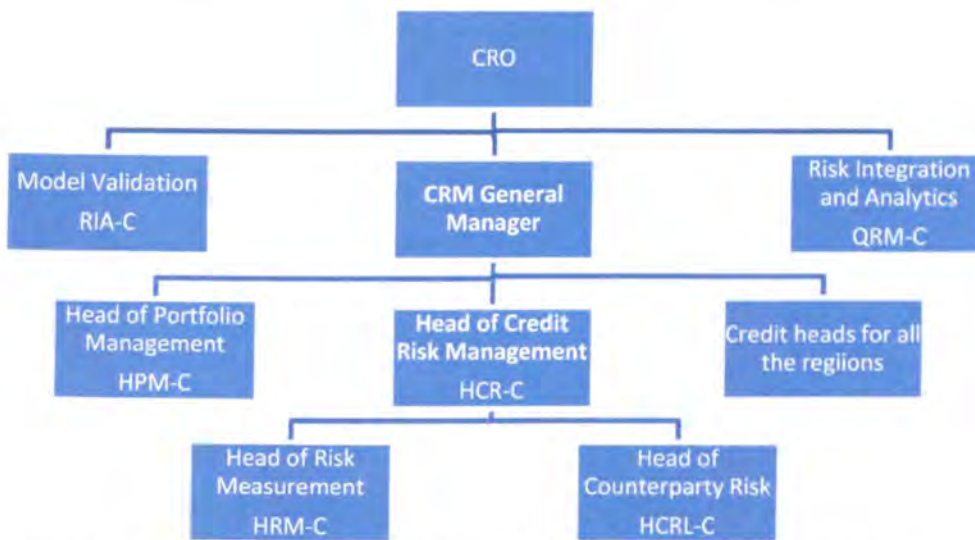 CRO
Model Validation
RIA-C
CRM General
Manager
Risk Integration
and Analytics
QRM-C
Head of Portfolio
Management
HPM-C
Head of Credit
Risk Management
HCR-C
Credit heads for all
the regiions
Head of Risk
Measurement
HRM-C
Head of
Counterparty Risk
HCRL-C